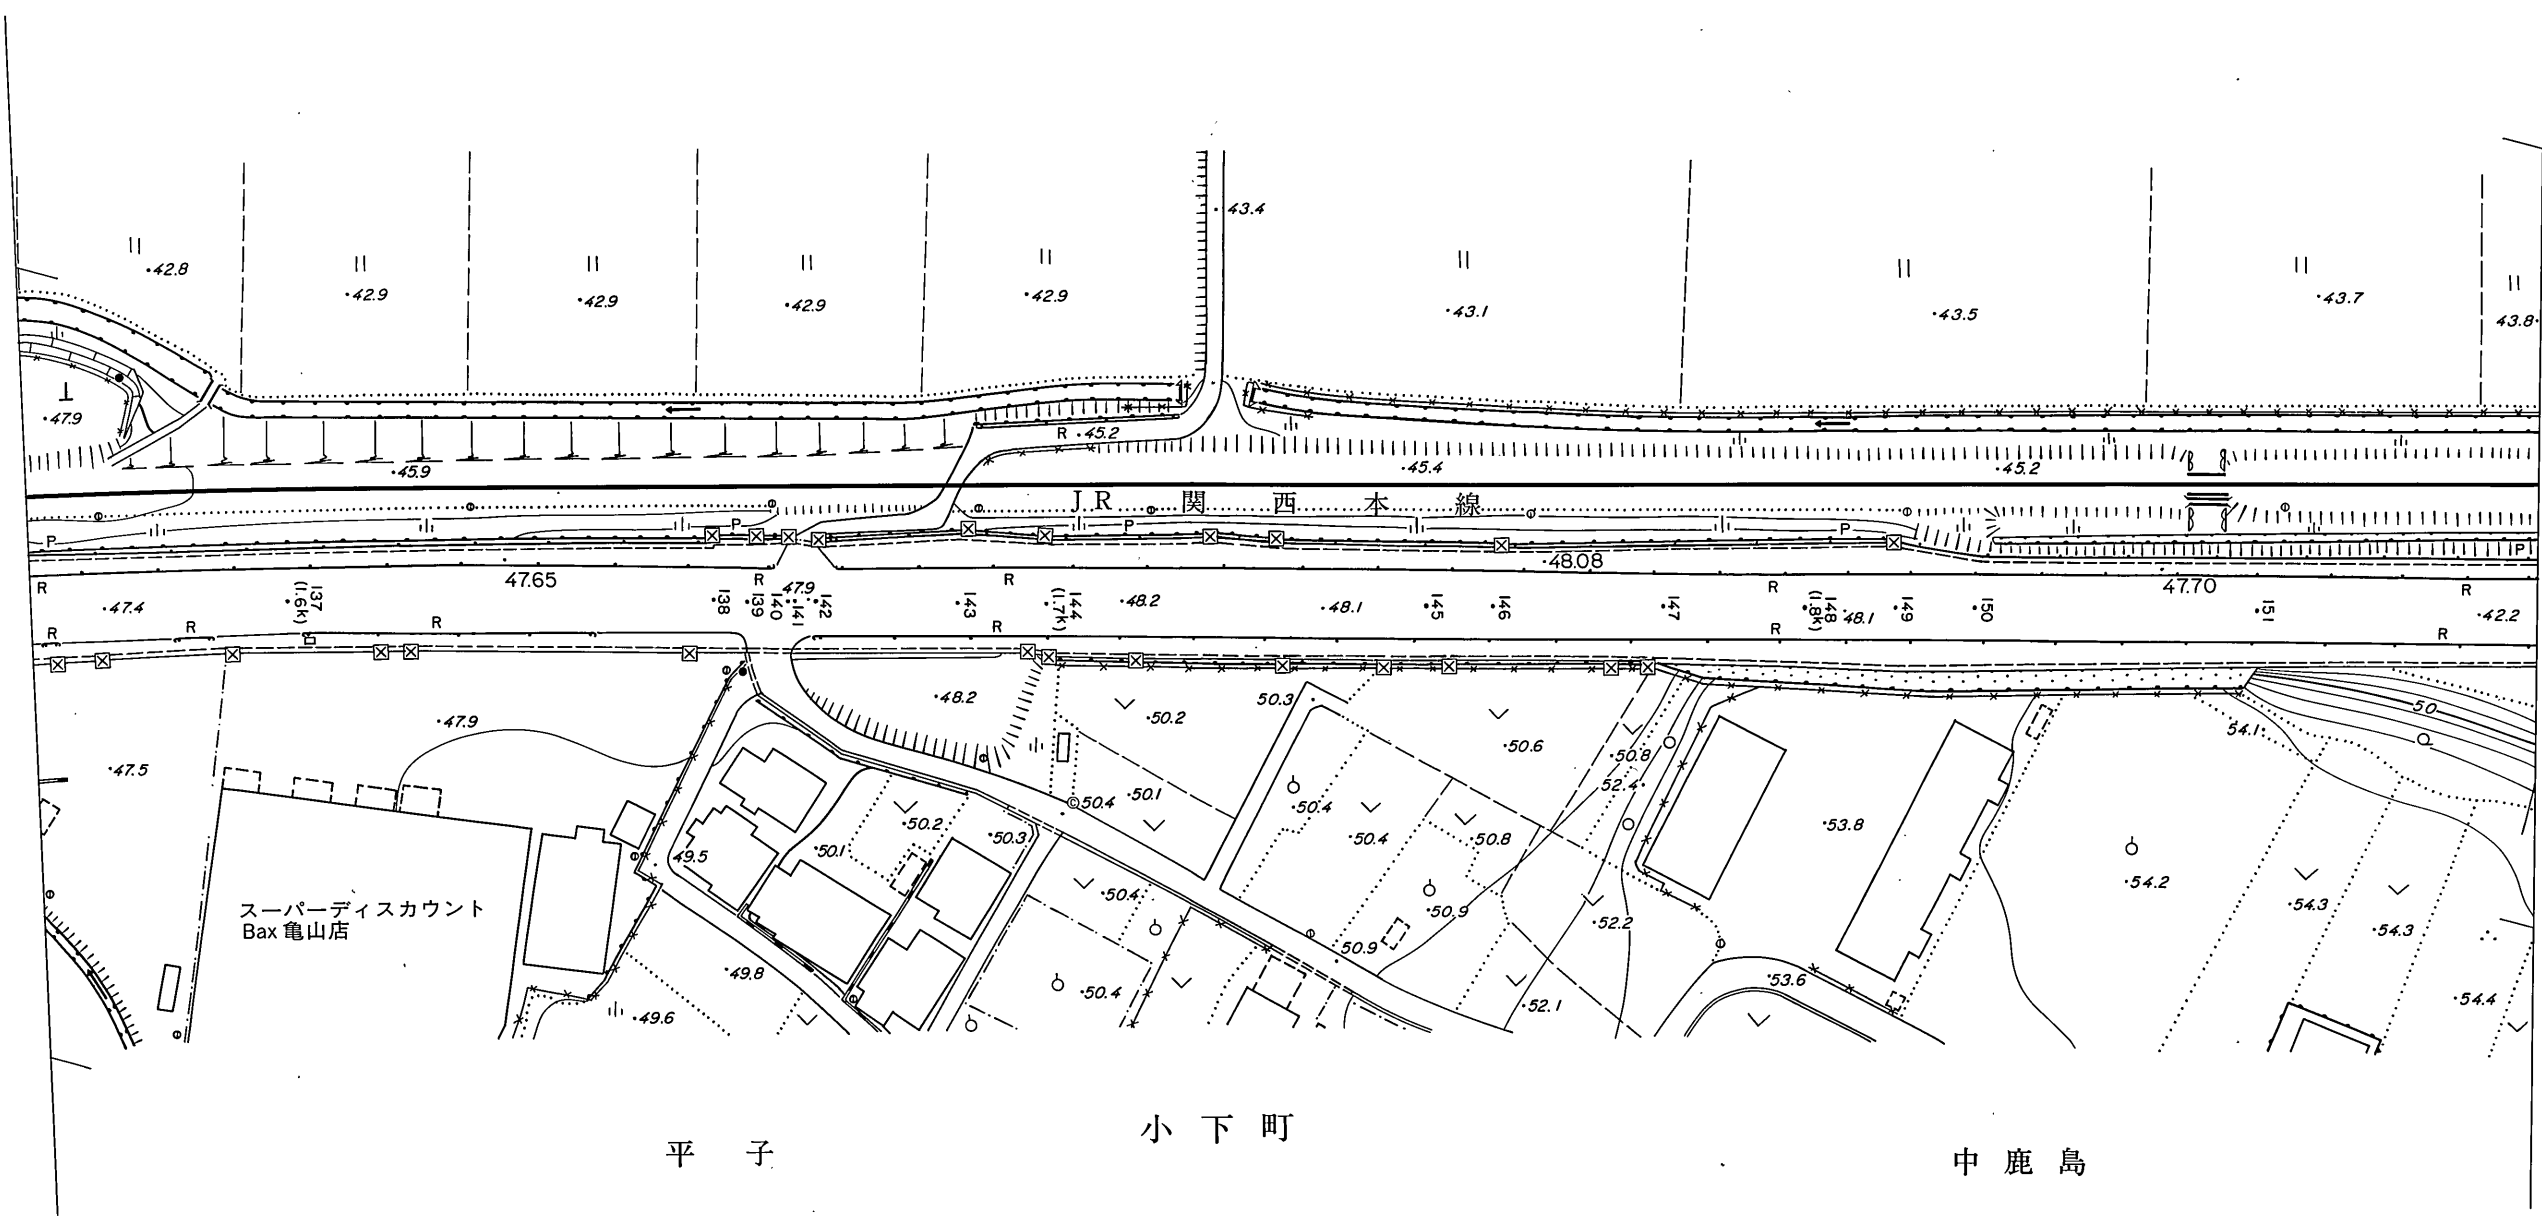 43.4
42.8
42.9
42.9
42.9
42.9
43.1
43.5
43.7
43.8
47.9
R 45.2
45.9
45.4
45.2
JR 関西本線
P
P
P
P
P
48.08
47.65
47.70
R
R
R
R
R
47.4
137
(1.6k)
138
139
140
47.9
141
142
143
144
(1.7k)
48.2
48.1
145
146
147
148
(1.8k)
48.1
149
150
151
42.2
R
R
R
R
R
R
48.2
50.3
50.2
47.9
50.6
54.1
50
47.5
50.8
52.4
50.4
50.1
50.4
50.2
50.3
50.4
50.8
53.8
50.1
49.5
54.2
50.4
50.9
54.3
スーパーディスカウント
Bax 亀山店
52.2
54.3
50.9
49.8
50.4
53.6
52.1
54.4
49.6
小下町
平子
中鹿島